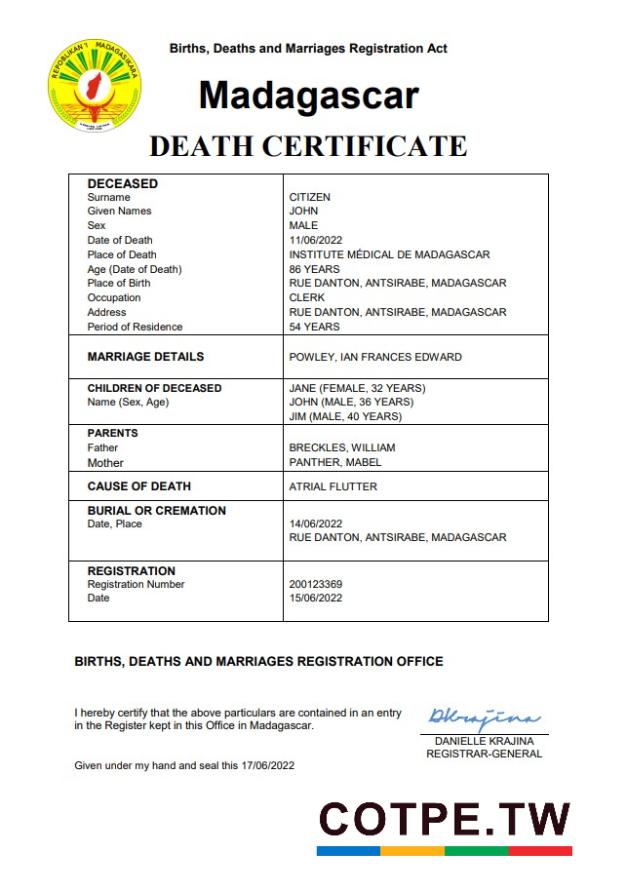 Births, Deaths and Marriages Registration Act
REPOBLIKAN'I MADAGASIKARA
Madagascar
DEATH CERTIFICATE
DECEASED
Surname CITIZEN
Given Names JOHN
Sex MALE
Date of Death 11/06/2022
Place of Death INSTITUTE MÉDICAL DE MADAGASCAR
Age (Date of Death) 86 YEARS
Place of Birth RUE DANTON, ANTSIRABE, MADAGASCAR
Occupation CLERK
Address RUE DANTON, ANTSIRABE, MADAGASCAR
Period of Residence 54 YEARS
MARRIAGE DETAILS POWLEY, IAN FRANCES EDWARD
CHILDREN OF DECEASED JANE (FEMALE, 32 YEARS)
Name (Sex, Age) JOHN (MALE, 36 YEARS)
JIM (MALE, 40 YEARS)
PARENTS
Father BRECKLES, WILLIAM
Mother PANTHER, MABEL
CAUSE OF DEATH ATRIAL FLUTTER
BURIAL OR CREMATION
Date, Place 14/06/2022
RUE DANTON, ANTSIRABE, MADAGASCAR
REGISTRATION
Registration Number 200123369
Date 15/06/2022
BIRTHS, DEATHS AND MARRIAGES REGISTRATION OFFICE
I hereby certify that the above particulars are contained in an entry
in the Register kept in this Office in Madagascar.
DKrajina
DANIELLE KRAJINA
REGISTRAR-GENERAL
Given under my hand and seal this 17/06/2022
COTPE.TW